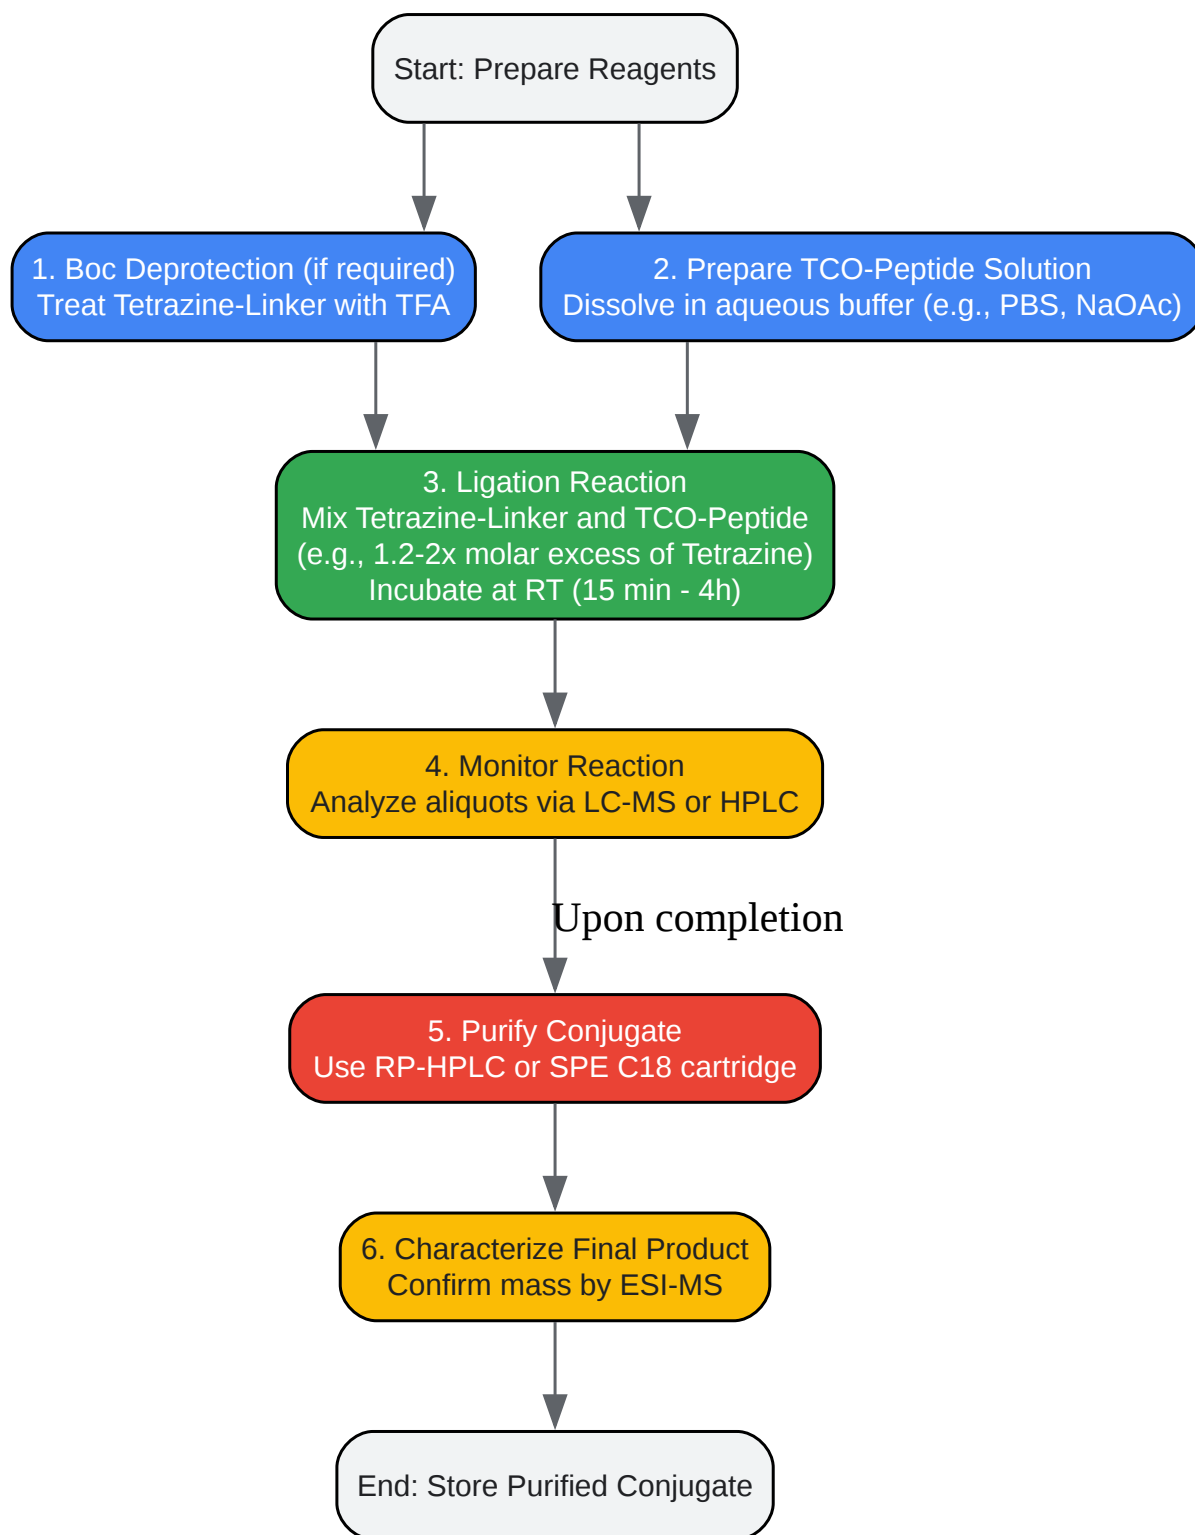 Start: Prepare Reagents
1. Boc Deprotection (if required)
Treat Tetrazine-Linker with TFA
2. Prepare TCO-Peptide Solution
Dissolve in aqueous buffer (e.g., PBS, NaOAc)
3. Ligation Reaction
Mix Tetrazine-Linker and TCO-Peptide
(e.g., 1.2-2x molar excess of Tetrazine)
Incubate at RT (15 min - 4h)
4. Monitor Reaction
Analyze aliquots via LC-MS or HPLC
Upon completion
5. Purify Conjugate
Use RP-HPLC or SPE C18 cartridge
6. Characterize Final Product
Confirm mass by ESI-MS
End: Store Purified Conjugate